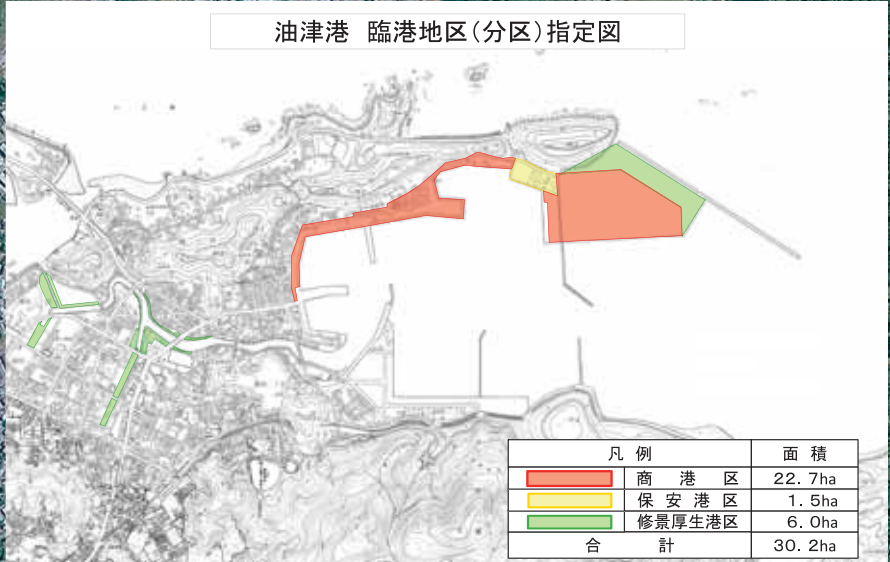 油津港 臨港地区(分区)指定図
凡例 面積
商港区 22.7ha
保安港区 1.5ha
修景厚生港区 6.0ha
合計 30.2ha